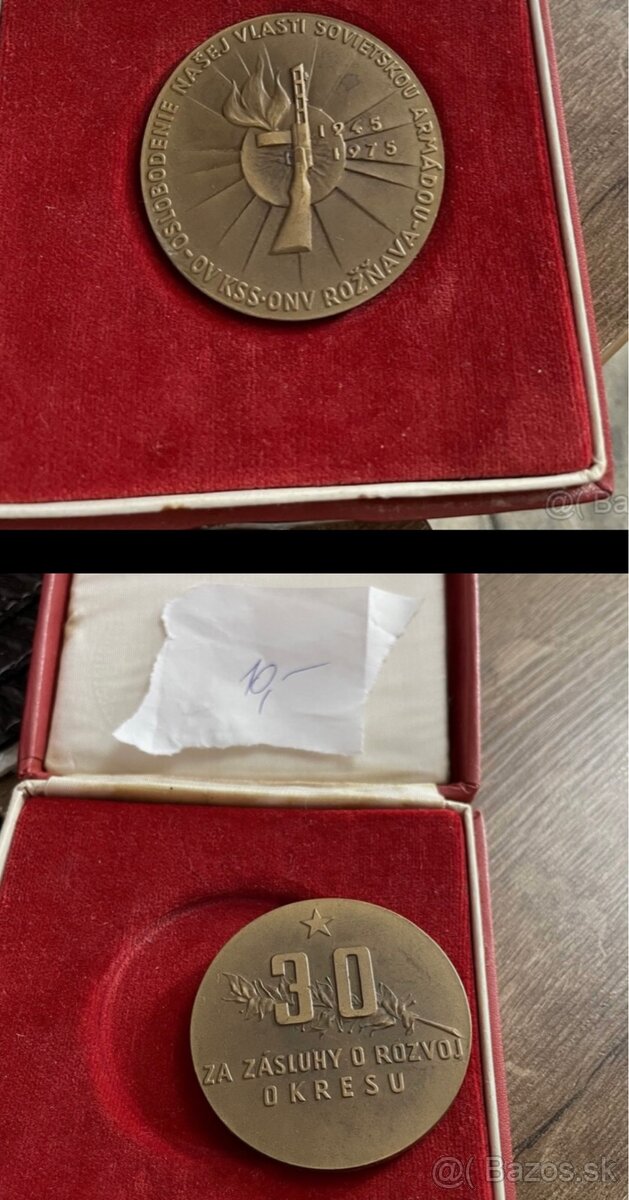 OSLOBODENIE NAŠEJ VLASTI SOVIETSKOU ARMÁDOU-
-OV KSS·ONV ROŽŇAVA-
1945
1975
@( Ba
10,-
30
ZA ZÁSLUHY O ROZVOJ
OKRESU
@( Bazos.sk